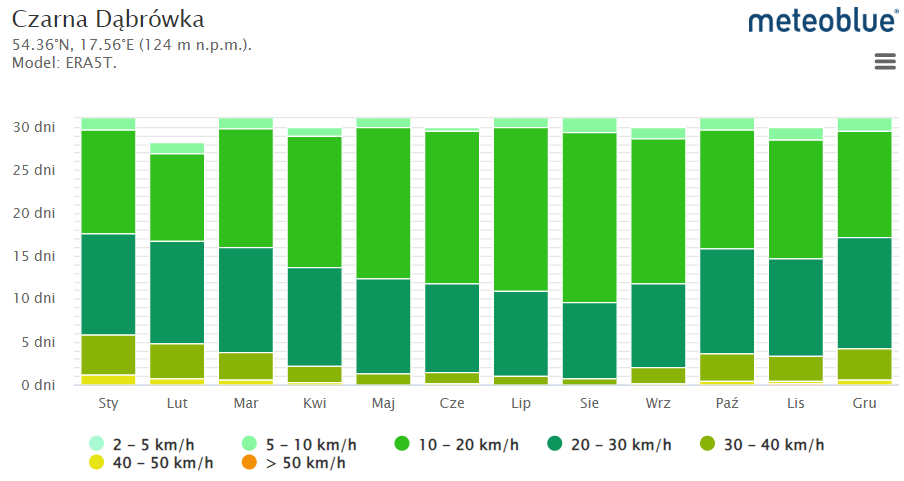 Czarna Dąbrówka
54.36°N, 17.56°E (124 m n.p.m.).
Model: ERA5T.
meteoblue®
30 dni
25 dni
20 dni
15 dni
10 dni
5 dni
0 dni
Sty Lut Mar Kwi Maj Cze Lip Sie Wrz Paź Lis Gru
2 – 5 km/h 5 – 10 km/h 10 – 20 km/h 20 – 30 km/h 30 – 40 km/h
40 – 50 km/h > 50 km/h